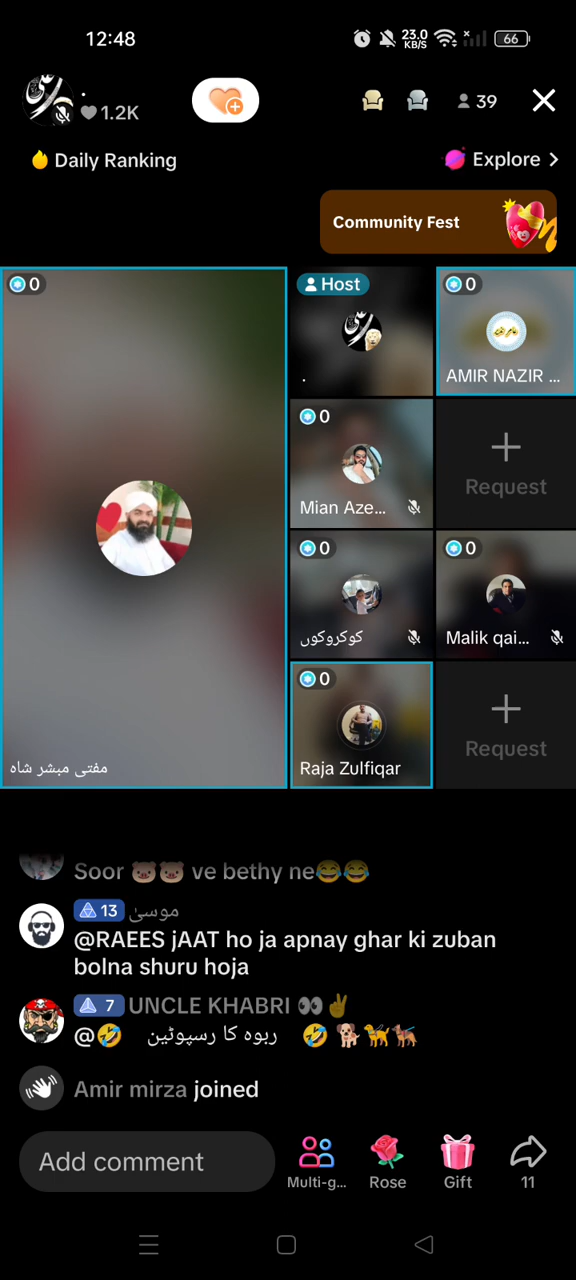 12:48
23.0
KB/S
66
.
1.2K
39
Daily Ranking
Explore >
Community Fest
0
Host
0
.
AMIR NAZIR ...
0
Mian Aze...
Request
0
0
کوکروکوں
Malik qai...
0
Raja Zulfiqar
Request
مفتی مبشر شاہ
Soor 🐷🐷 ve bethy ne😂😂
13 موسیٰ
@RAEES jAAT ho ja apnay ghar ki zuban
bolna shuru hoja
7 UNCLE KHABRI 👀✌
@🤣 ربوہ کا رسپوٹین 🤣🐕🦮🐕‍🦺
Amir mirza joined
Add comment
Multi-g...
Rose
Gift
11